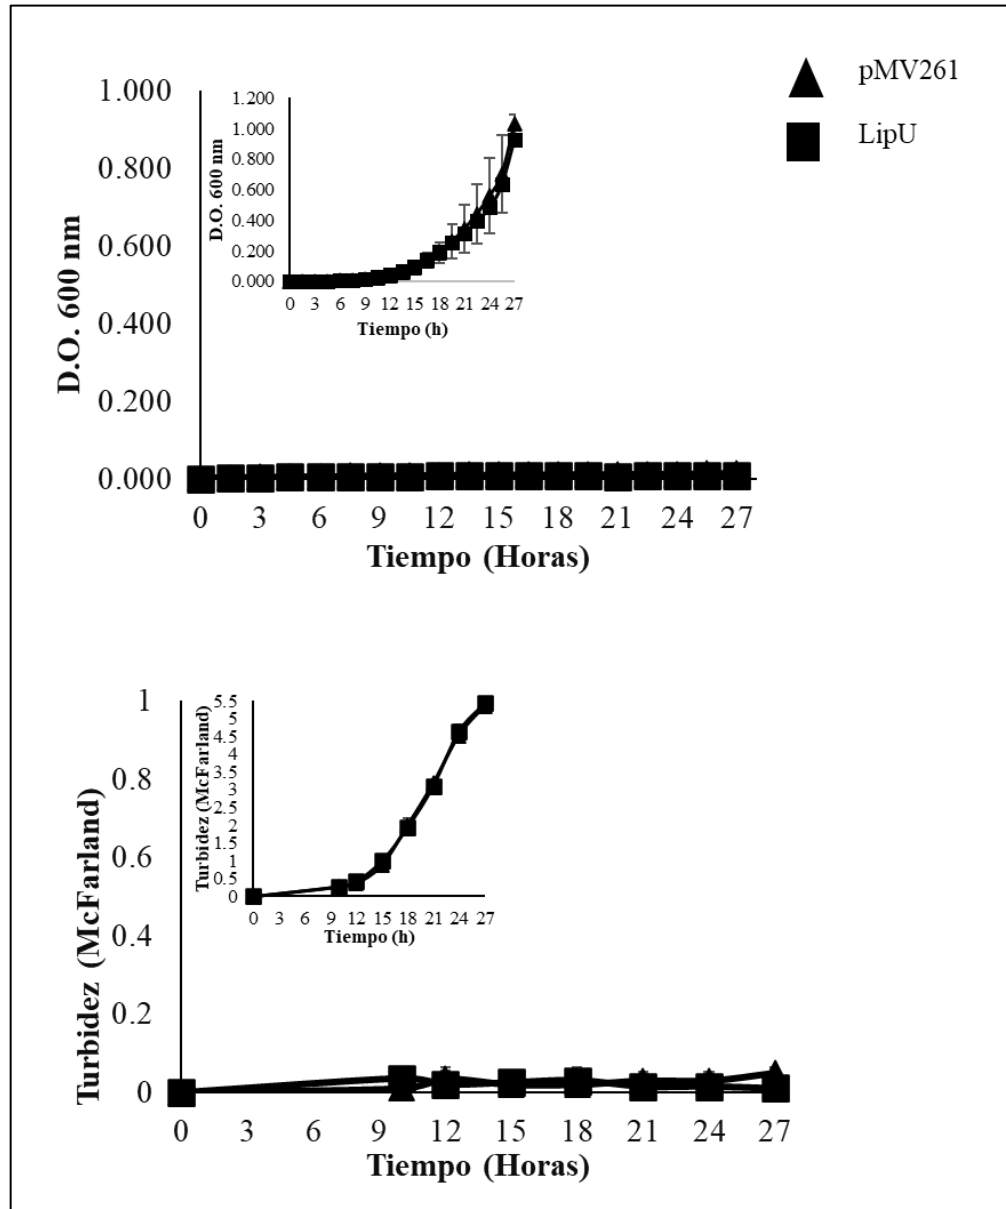 pMV261
LipU
D.O. 600 nm
1.000
0.800
0.600
0.400
0.200
0.000
0 3 6 9 12 15 18 21 24 27
Tiempo (Horas)
D.O. 600 nm
1.200
1.000
0.800
0.600
0.400
0.200
0.000
0 3 6 9 12 15 18 21 24 27
Tiempo (h)
Turbidez (McFarland)
1
0.8
0.6
0.4
0.2
0
0 3 6 9 12 15 18 21 24 27
Tiempo (Horas)
Turbidez (McFarland)
5.5
5
4.5
4
3.5
3
2.5
2
1.5
1
0.5
0
0 3 6 9 12 15 18 21 24 27
Tiempo (h)